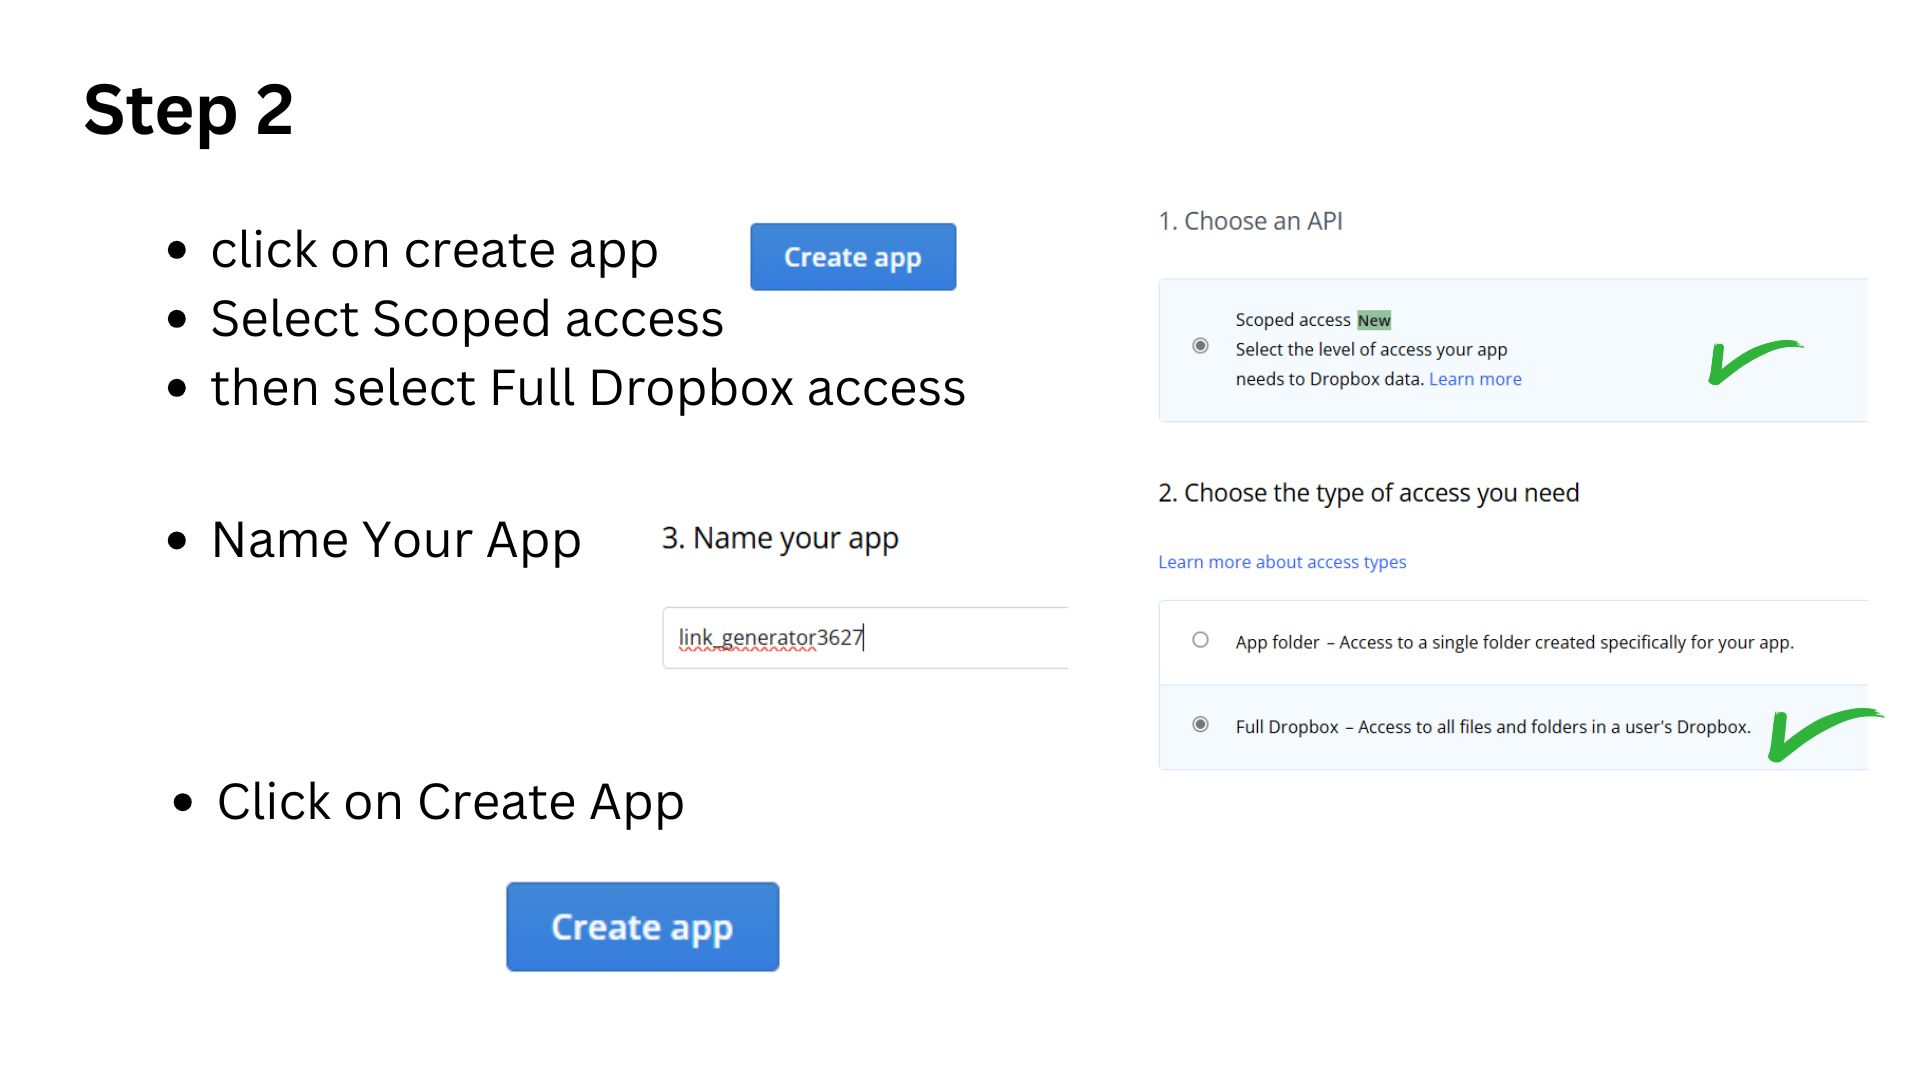 Step 2
click on create app
Create app
Select Scoped access
then select Full Dropbox access
Name Your App
3. Name your app
link_generator3627
Click on Create App
Create app
1. Choose an API
Scoped access New
Select the level of access your app
needs to Dropbox data. Learn more
2. Choose the type of access you need
Learn more about access types
App folder – Access to a single folder created specifically for your app.
Full Dropbox – Access to all files and folders in a user's Dropbox.